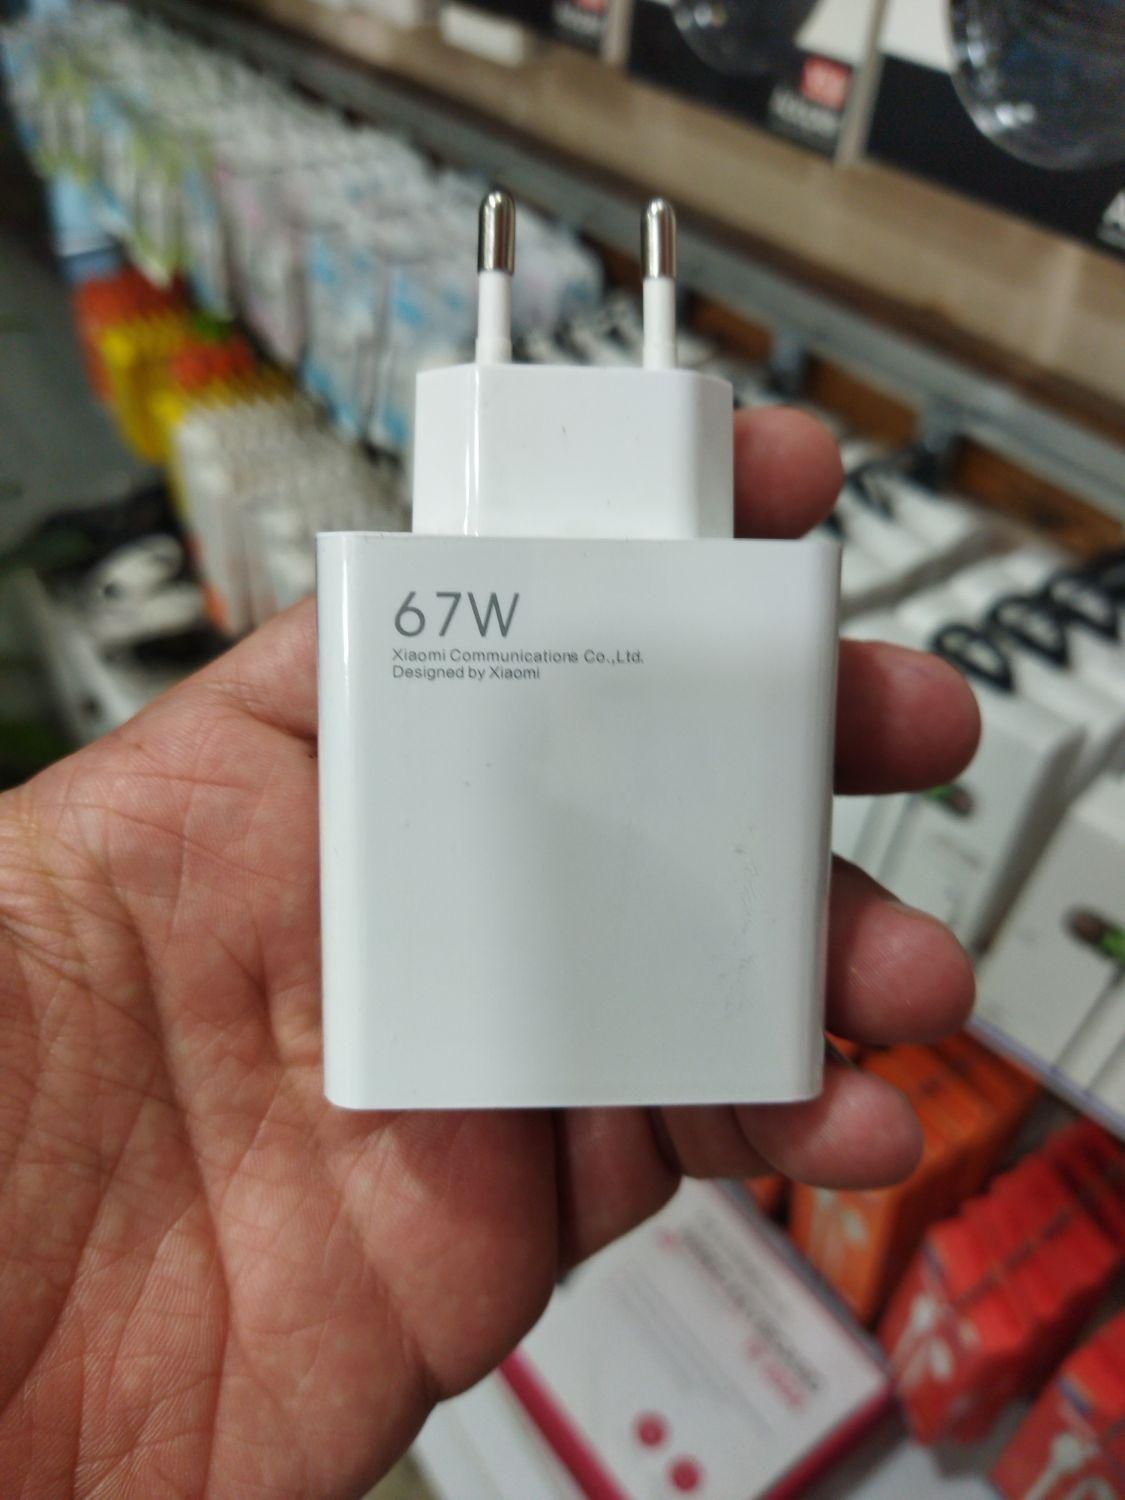 67W
Xiaomi Communications Co.,Ltd.
Designed by Xiaomi